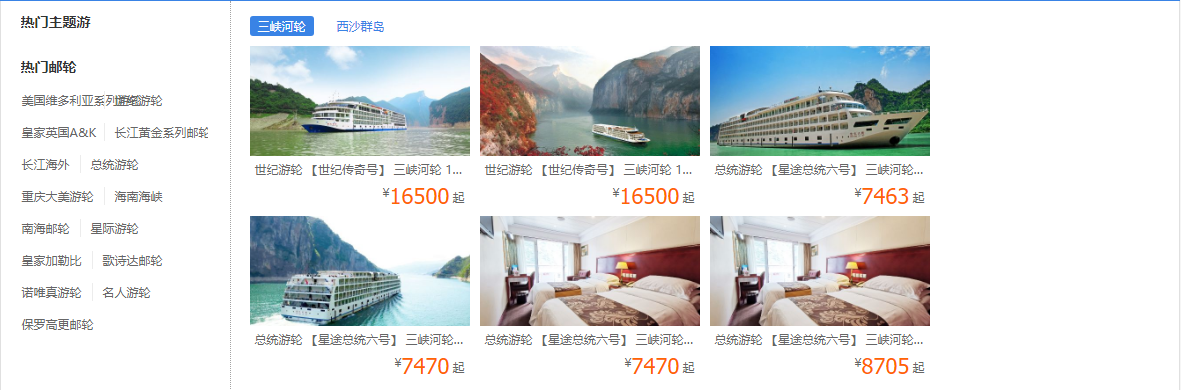 热门主题游
热门邮轮
美国维多利亚系列游轮
皇家英国A&K 长江黄金系列邮轮
长江海外 总统游轮
重庆大美游轮 海南海峡
南海邮轮 星际游轮
皇家加勒比 歌诗达邮轮
诺唯真游轮 名人游轮
保罗高更邮轮
三峡河轮 西沙群岛
世纪游轮 【世纪传奇号】 三峡河轮 1...
¥16500 起
世纪游轮 【世纪传奇号】 三峡河轮 1...
¥16500 起
总统游轮 【星途总统六号】 三峡河轮...
¥7463 起
总统游轮 【星途总统六号】 三峡河轮...
¥7470 起
总统游轮 【星途总统六号】 三峡河轮...
¥7470 起
总统游轮 【星途总统六号】 三峡河轮...
¥8705 起